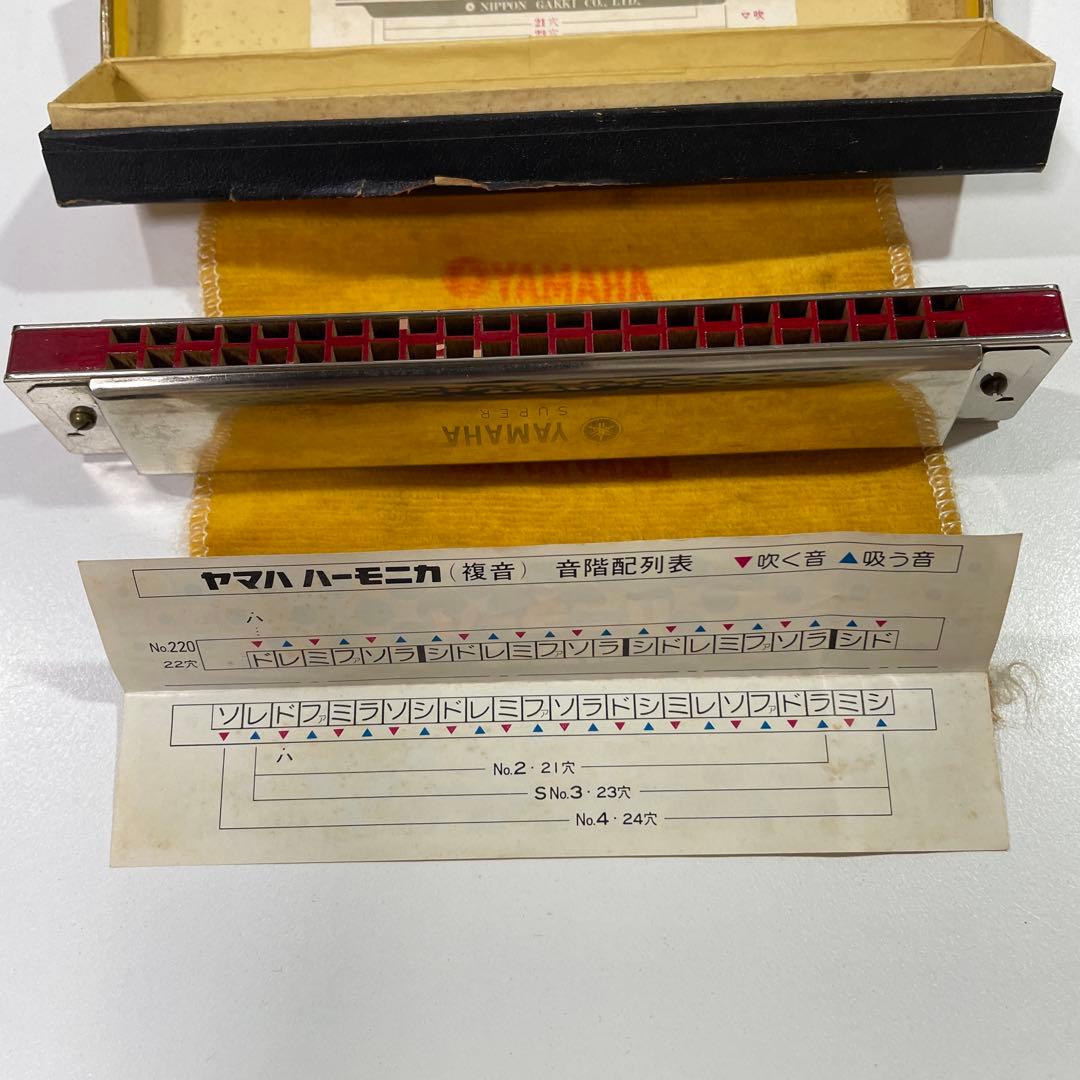 NIPPON GAKKI CO., LTD.
21穴
吹
YAMAHA
YAMAHA
SUPER
ヤマハ ハーモニカ(複音) 音階配列表 ▼吹く音 ▲吸う音
ハ
No.220
22穴
ドレミファソラシドレミファソラシドレミファソラシド
ソレドファミラソシドレミファソラドシミレソファドラミシ
ハ
No.2・21穴
SNo.3・23穴
No.4・24穴